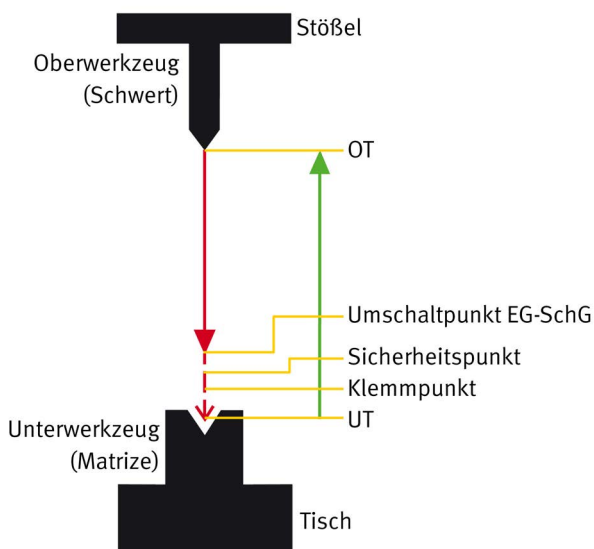 Stößel
Oberwerkzeug
(Schwert)
OT
Umschaltpunkt EG-SchG
Sicherheitspunkt
Klemmpunkt
UT
Unterwerkzeug
(Matrize)
Tisch